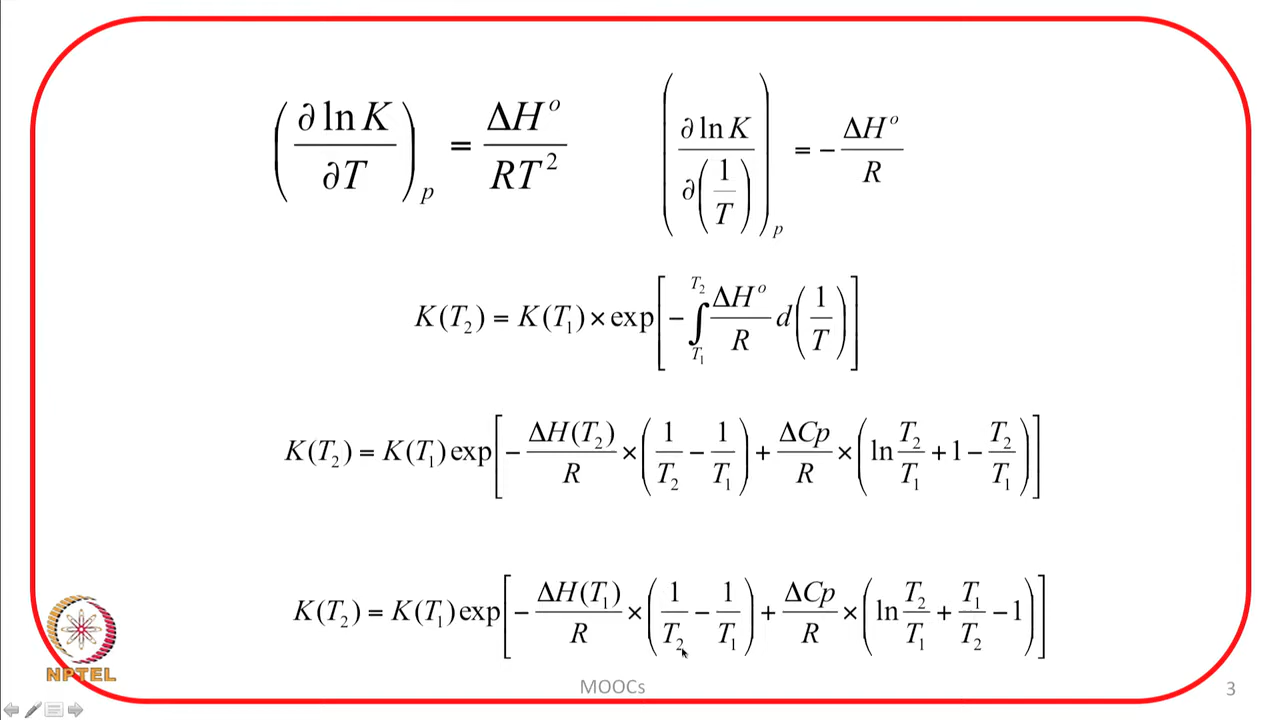 (∂ ln K / ∂T)_p = ΔH° / RT²    (∂ ln K / ∂(1/T))_p = − ΔH° / R
K(T₂) = K(T₁) × exp[− ∫_{T₁}^{T₂} ΔH°/R d(1/T)]
K(T₂) = K(T₁) exp[− ΔH(T₂)/R × (1/T₂ − 1/T₁) + ΔCp/R × (ln T₂/T₁ + 1 − T₂/T₁)]
K(T₂) = K(T₁) exp[− ΔH(T₁)/R × (1/T₂ − 1/T₁) + ΔCp/R × (ln T₂/T₁ + T₁/T₂ − 1)]
NPTEL
MOOCs
3